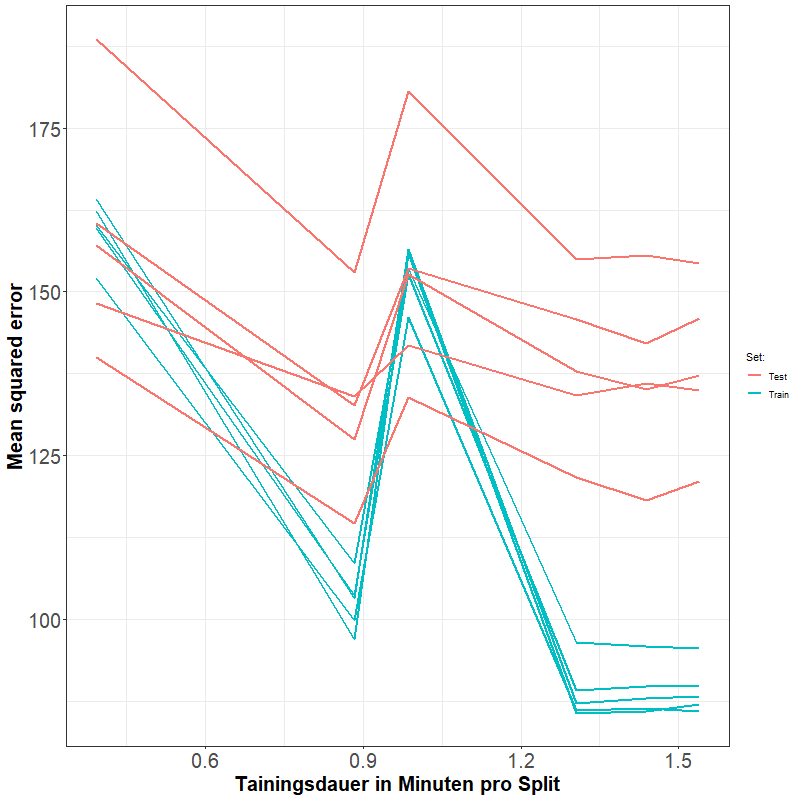 175
150
125
100
Mean squared error
0.6
0.9
1.2
1.5
Tainingsdauer in Minuten pro Split
Set:
Test
Train